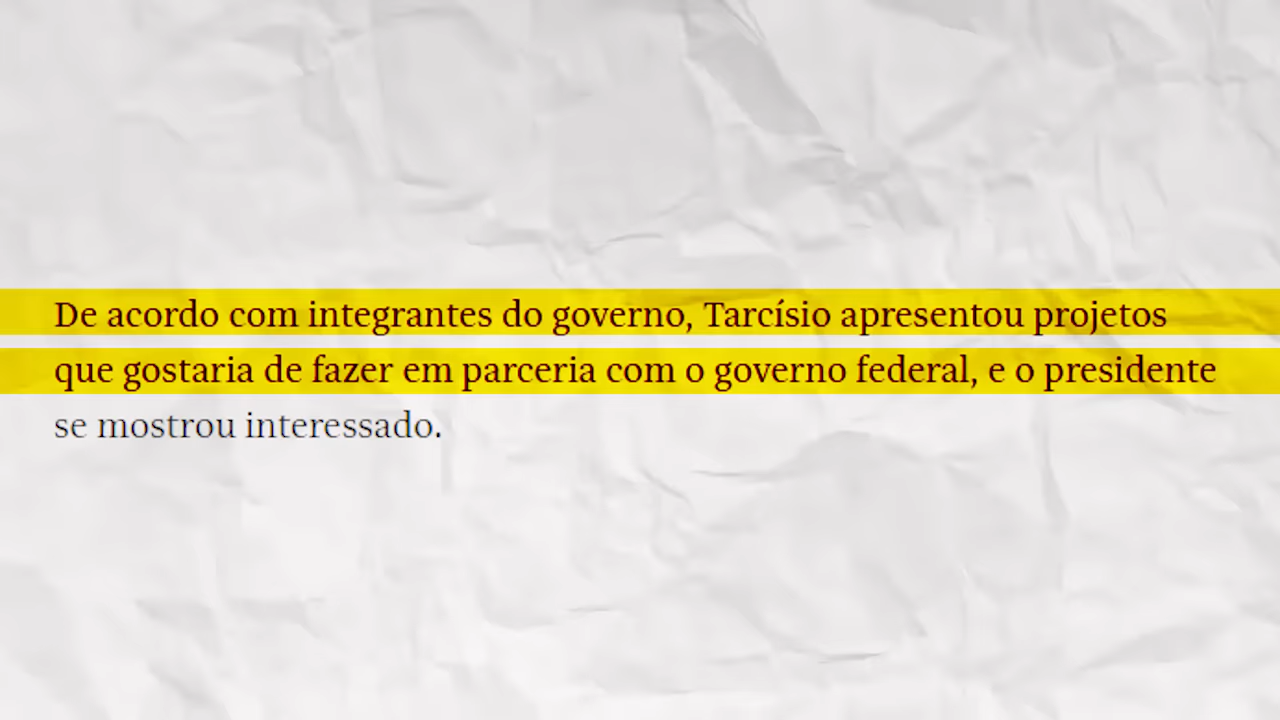 De acordo com integrantes do governo, Tarcísio apresentou projetos
que gostaria de fazer em parceria com o governo federal, e o presidente
se mostrou interessado.